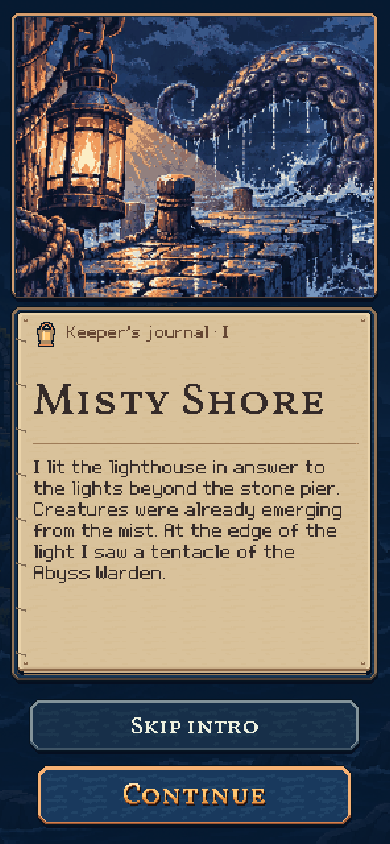 Keeper's journal · I
Misty Shore
I lit the lighthouse in answer to
the lights beyond the stone pier.
Creatures were already emerging
from the mist. At the edge of the
light I saw a tentacle of the
Abyss Warden.
Skip intro
Continue